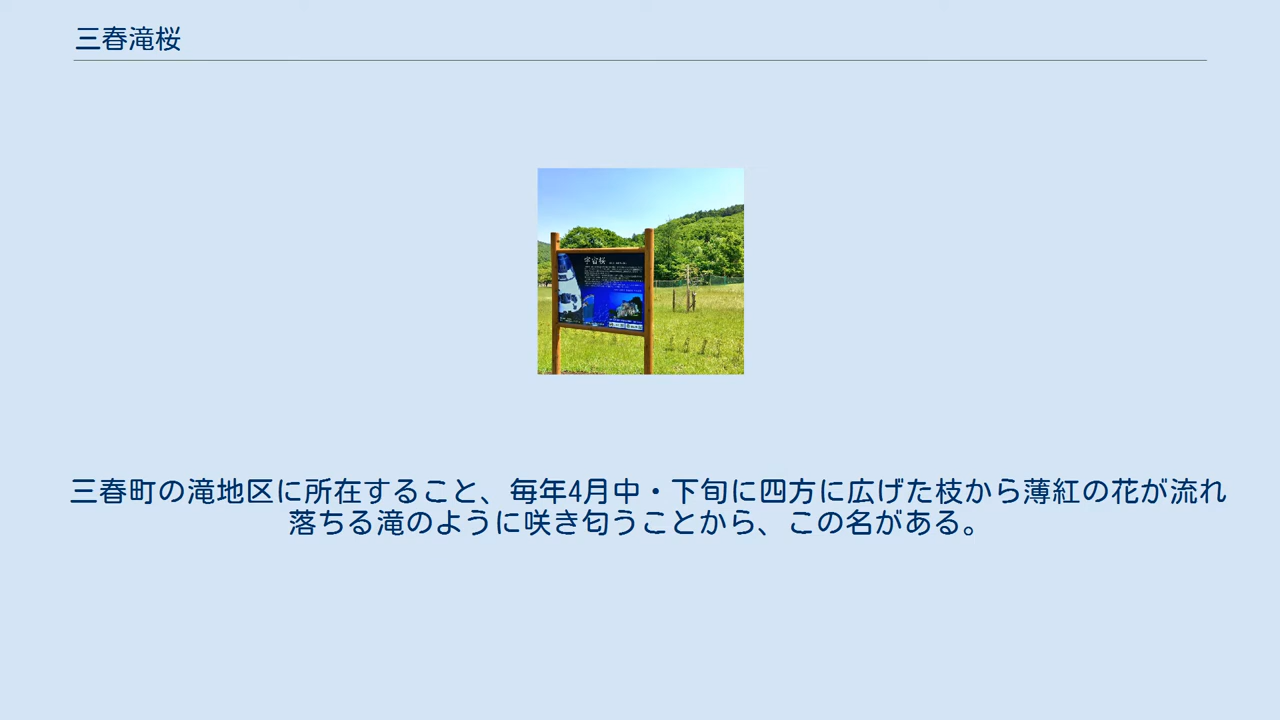 三春滝桜
宇宙桜
三春町の滝地区に所在すること、毎年4月中・下旬に四方に広げた枝から薄紅の花が流れ
落ちる滝のように咲き匂うことから、この名がある。